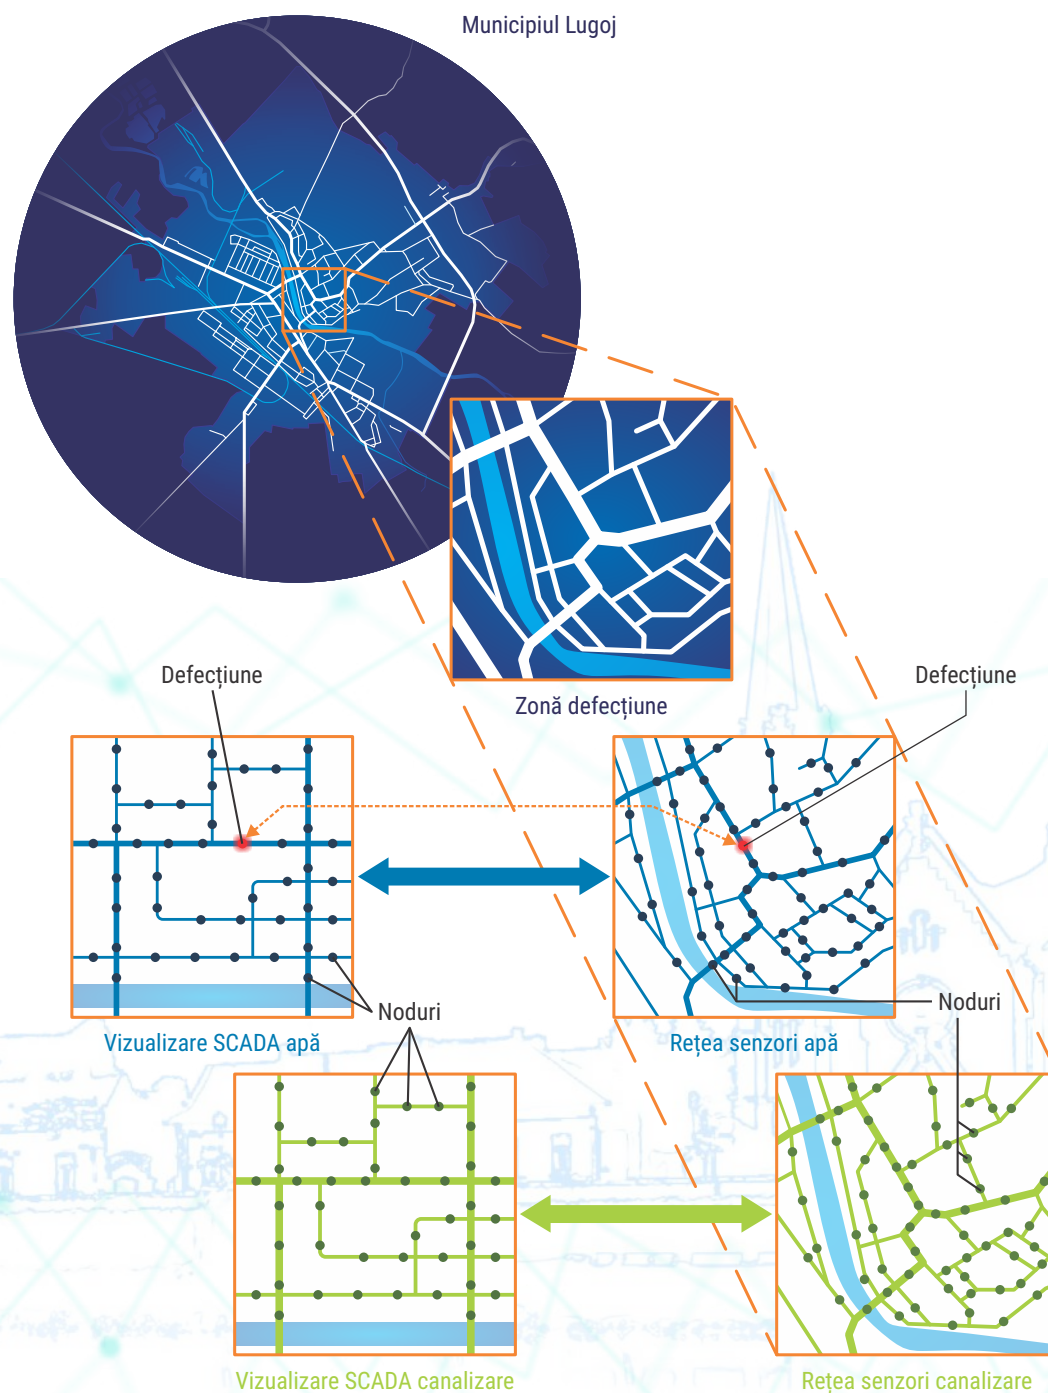 Municipiul Lugoj
Defecțiune
Defecțiune
Zonă defecțiune
Noduri
Noduri
Vizualizare SCADA apă
Rețea senzori apă
Vizualizare SCADA canalizare
Rețea senzori canalizare